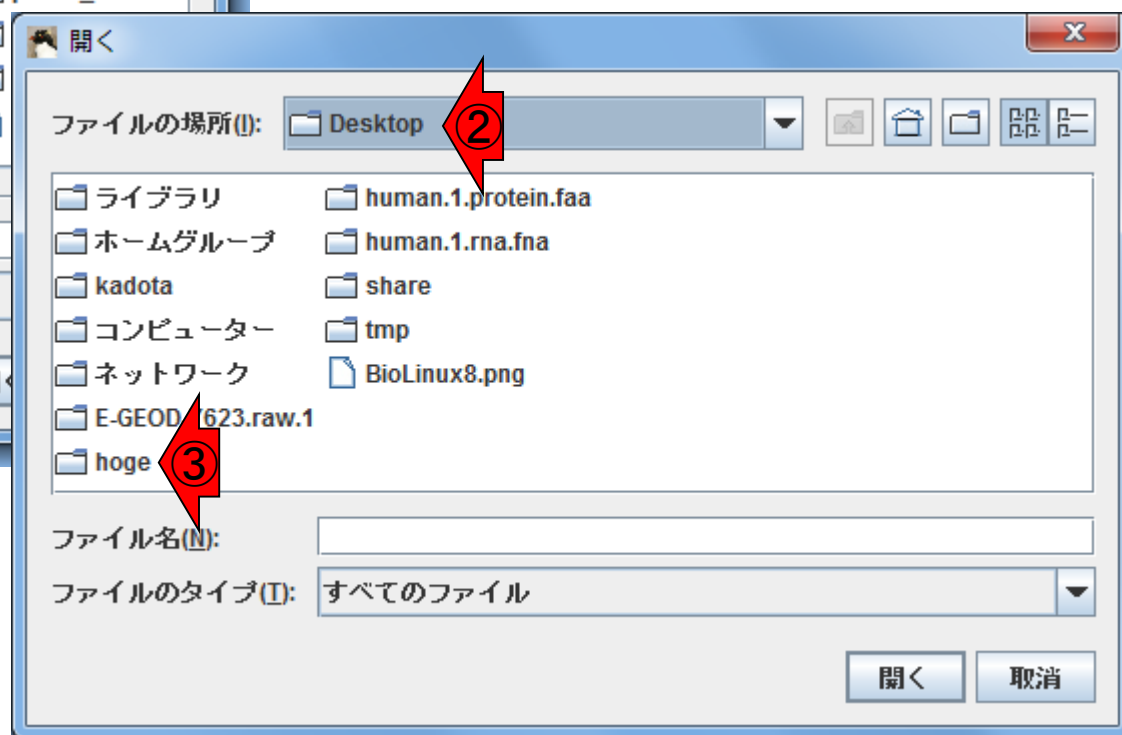 開く
ファイルの場所(I): Desktop ②
ライブラリ human.1.protein.faa
ホームグループ human.1.rna.fna
kadota share
コンピューター tmp
ネットワーク BioLinux8.png
E-GEOD 7623.raw.1
hoge ③
ファイル名(N):
ファイルのタイプ(T): すべてのファイル
開く 取消